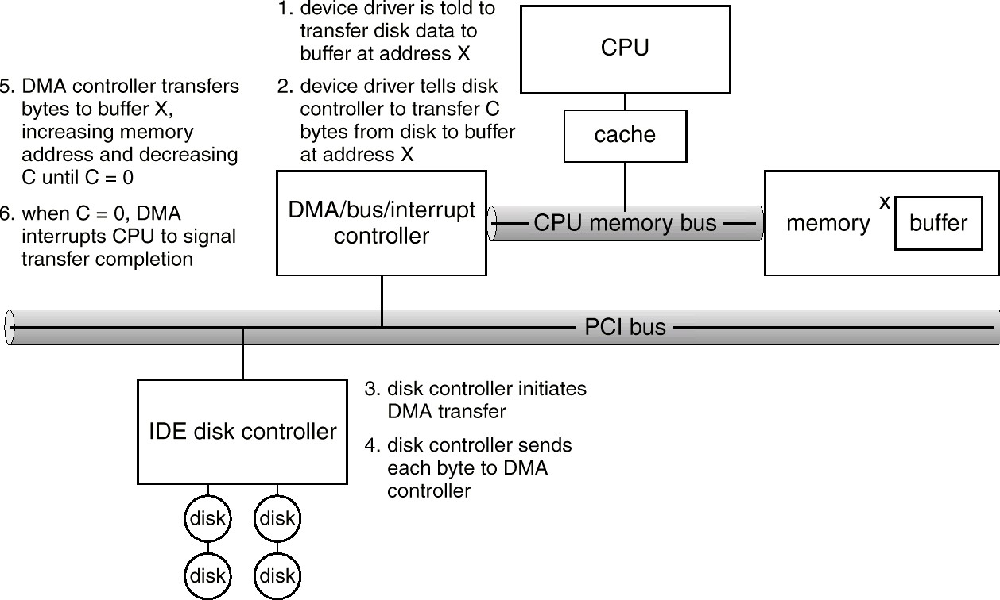 1. device driver is told to
transfer disk data to
buffer at address X
2. device driver tells disk
controller to transfer C
bytes from disk to buffer
at address X
5. DMA controller transfers
bytes to buffer X,
increasing memory
address and decreasing
C until C = 0
6. when C = 0, DMA
interrupts CPU to signal
transfer completion
CPU
cache
DMA/bus/interrupt
controller
CPU memory bus
memory
x
buffer
PCI bus
IDE disk controller
3. disk controller initiates
DMA transfer
4. disk controller sends
each byte to DMA
controller
disk
disk
disk
disk